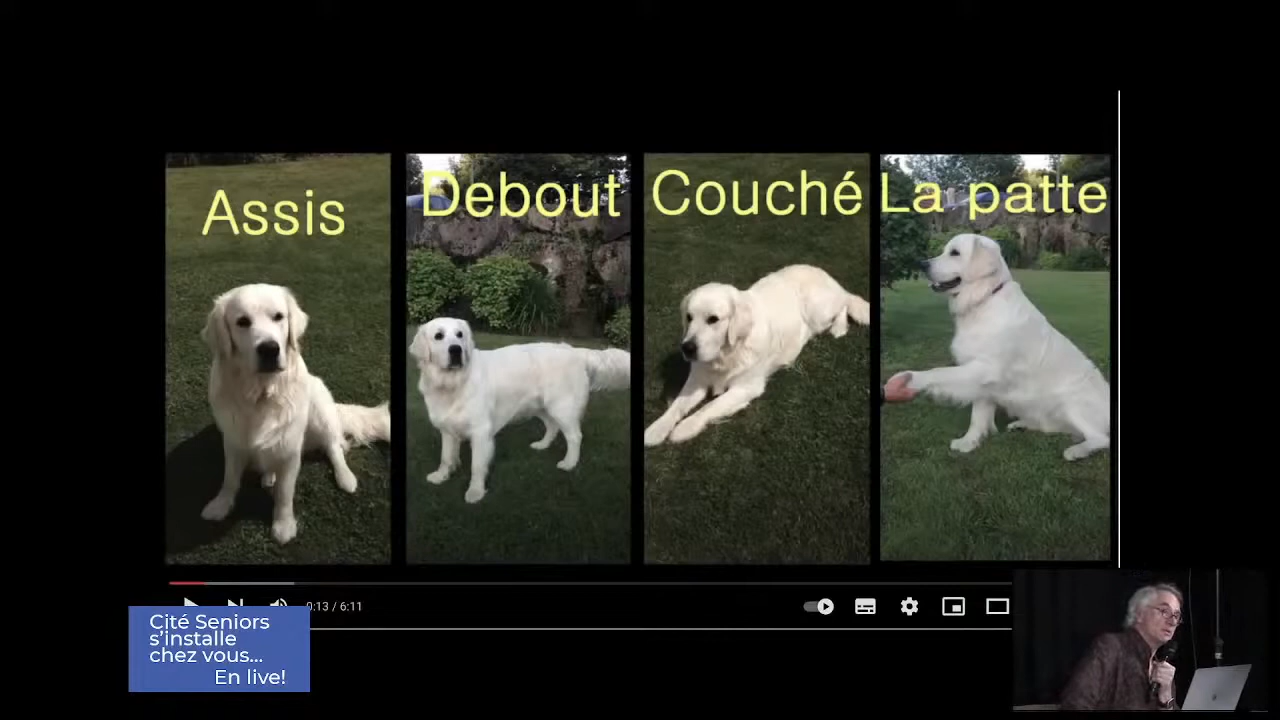 Assis
Debout
Couché
La patte
0:13 / 6:11
Cité Seniors
s'installe
chez vous...
En live!